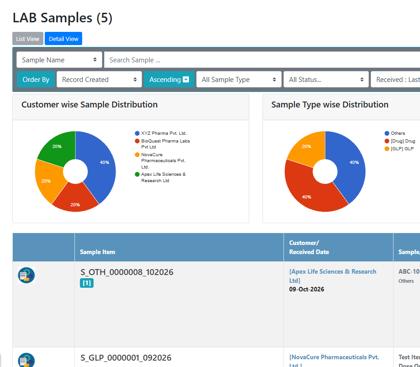 LAB Samples (5)
List View Detail View
Sample Name Search Sample ...
Order By Record Created Ascending All Sample Type All Status... Received : Last
Customer wise Sample Distribution
XYZ Pharma Pvt. Ltd.
BioQuest Pharma Labs
Pvt Ltd
NovaCure
Pharmaceuticals Pvt.
Ltd.
Apex Life Sciences &
Research Ltd
40%
20%
20%
20%
Sample Type wise Distribution
Others
[Drug] Drug
[GLP] GLP
40%
40%
20%
Sample Item Customer/
Received Date Sample
S_OTH_0000008_102026
[1]
[Apex Life Sciences & Research
Ltd]
09-Oct-2026
ABC-10
Others
S_GLP_0000001_092026
[NovaCure Pharmaceuticals Pvt.
Test Ite